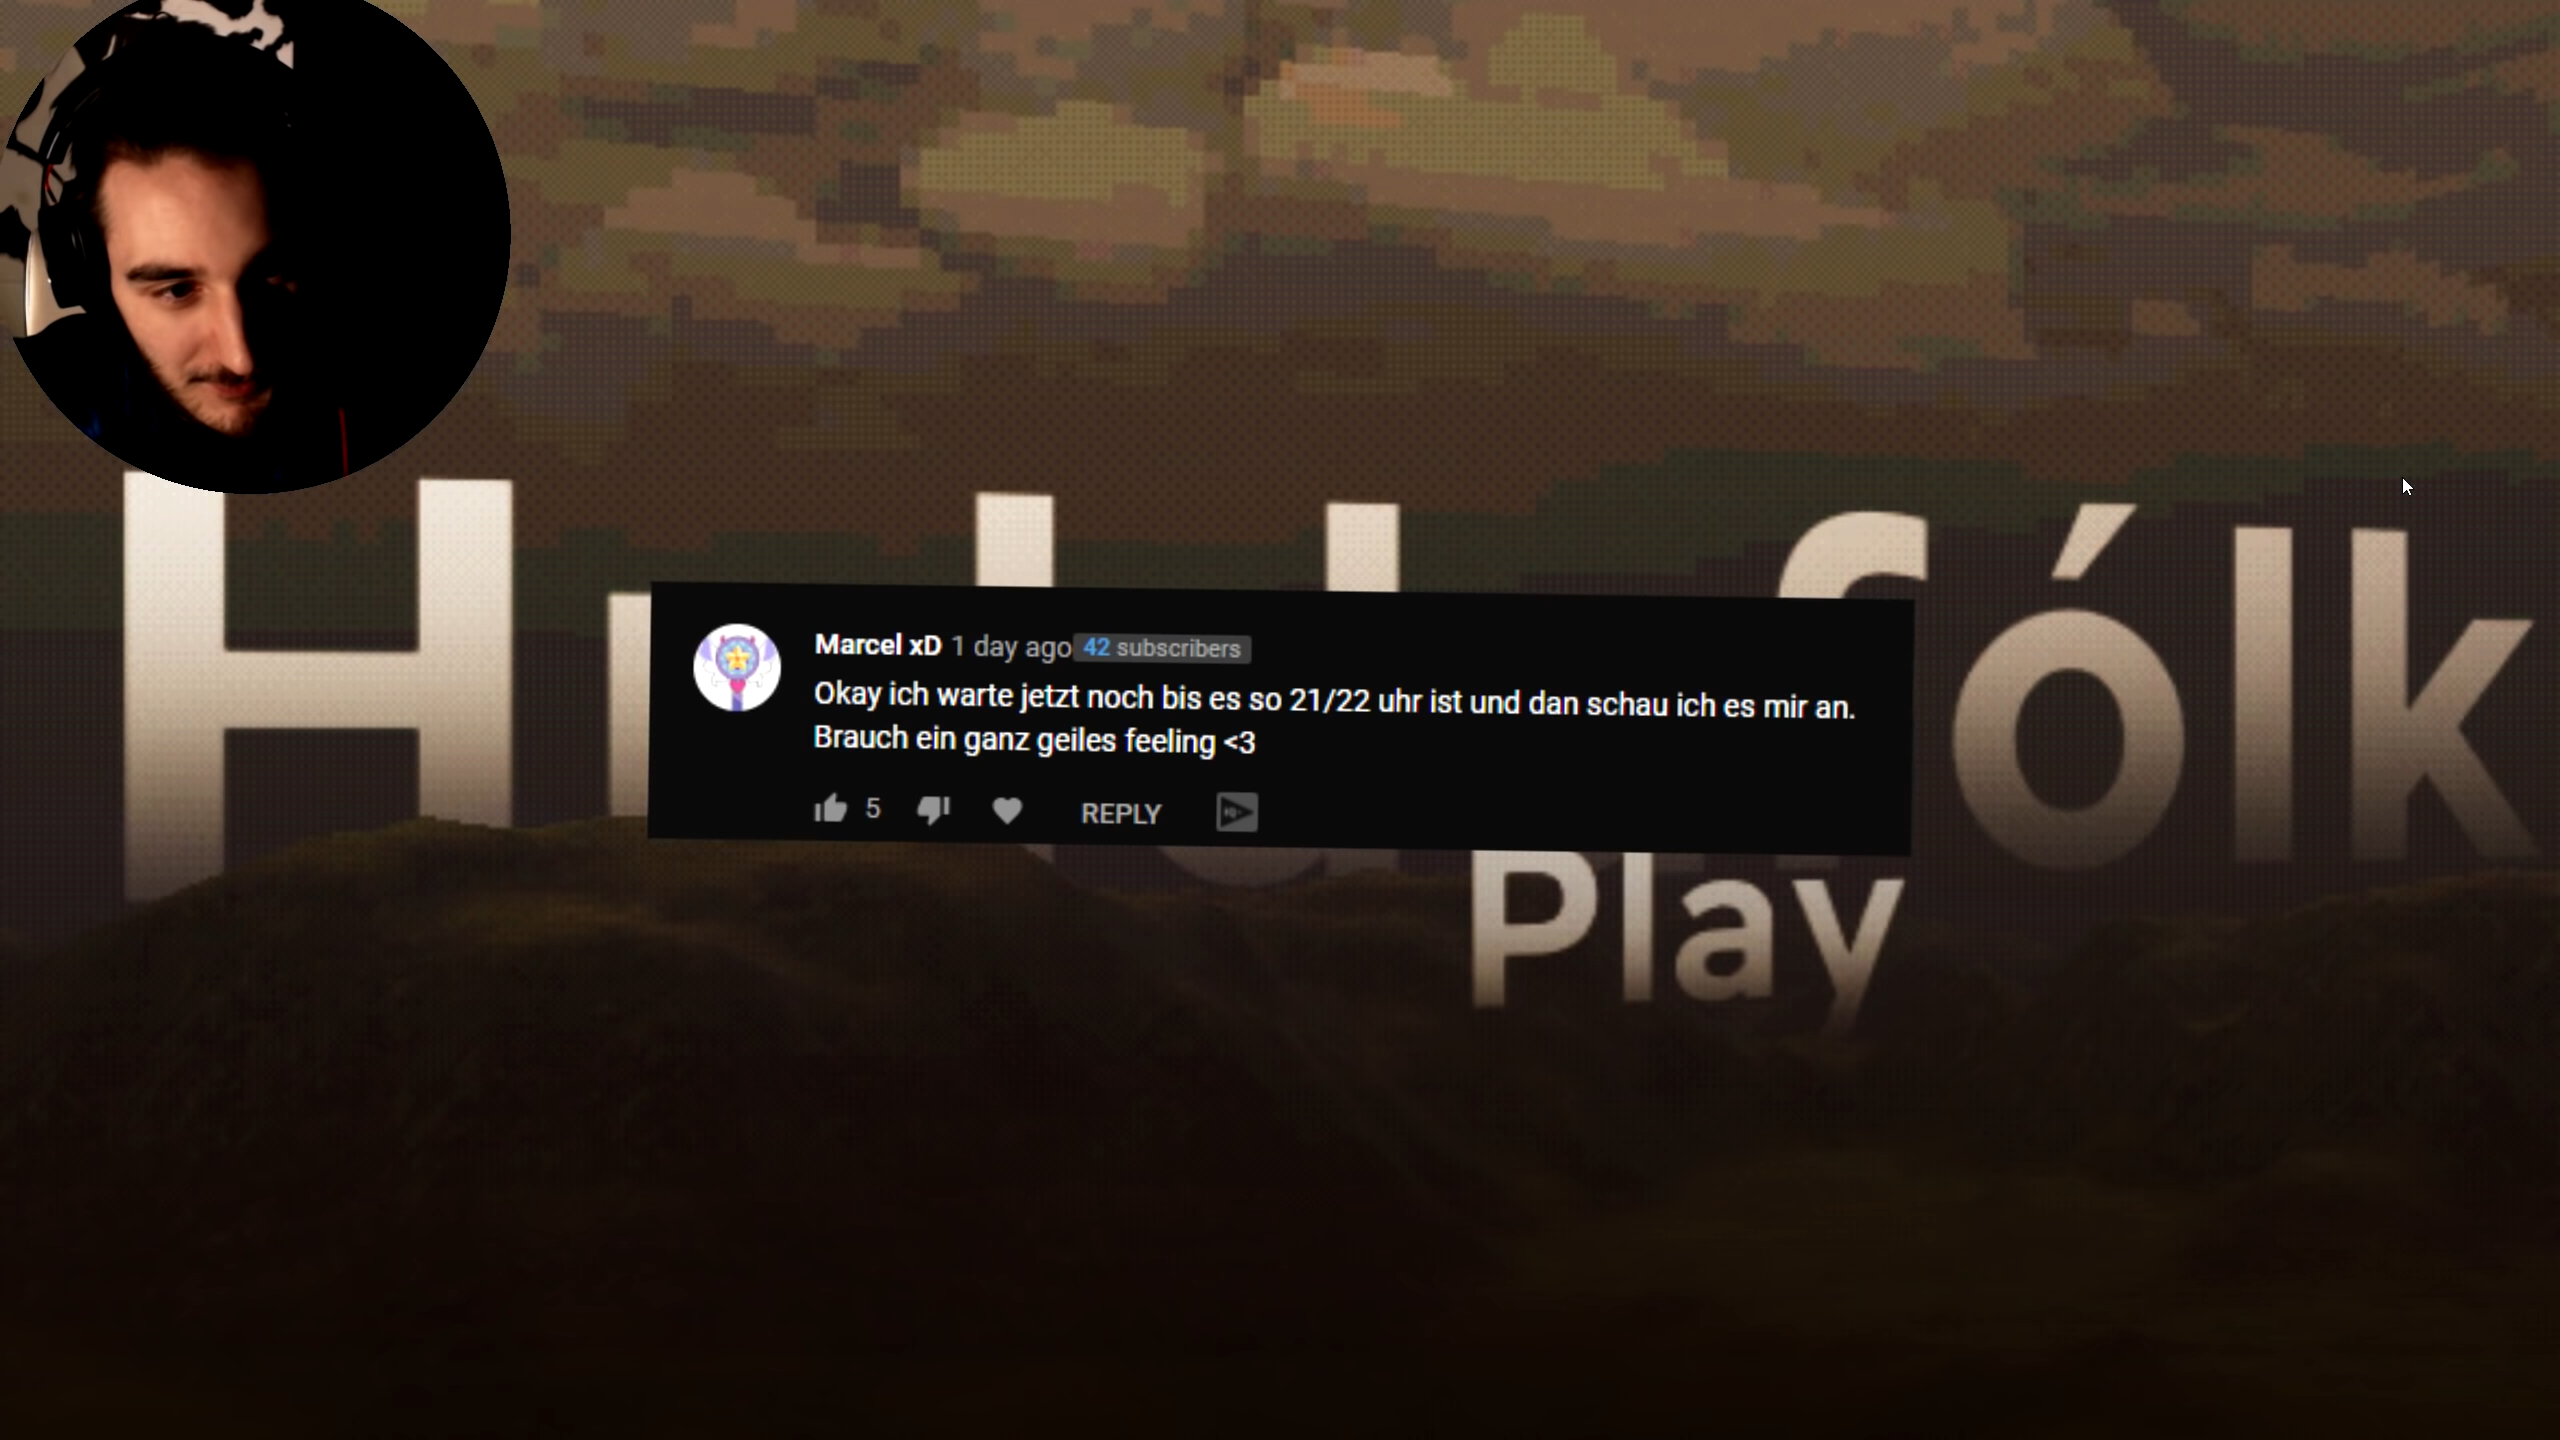 Marcel xD 1 day ago 42 subscribers
Okay ich warte jetzt noch bis es so 21/22 uhr ist und dan schau ich es mir an.
Brauch ein ganz geiles feeling <3
5 REPLY
Play